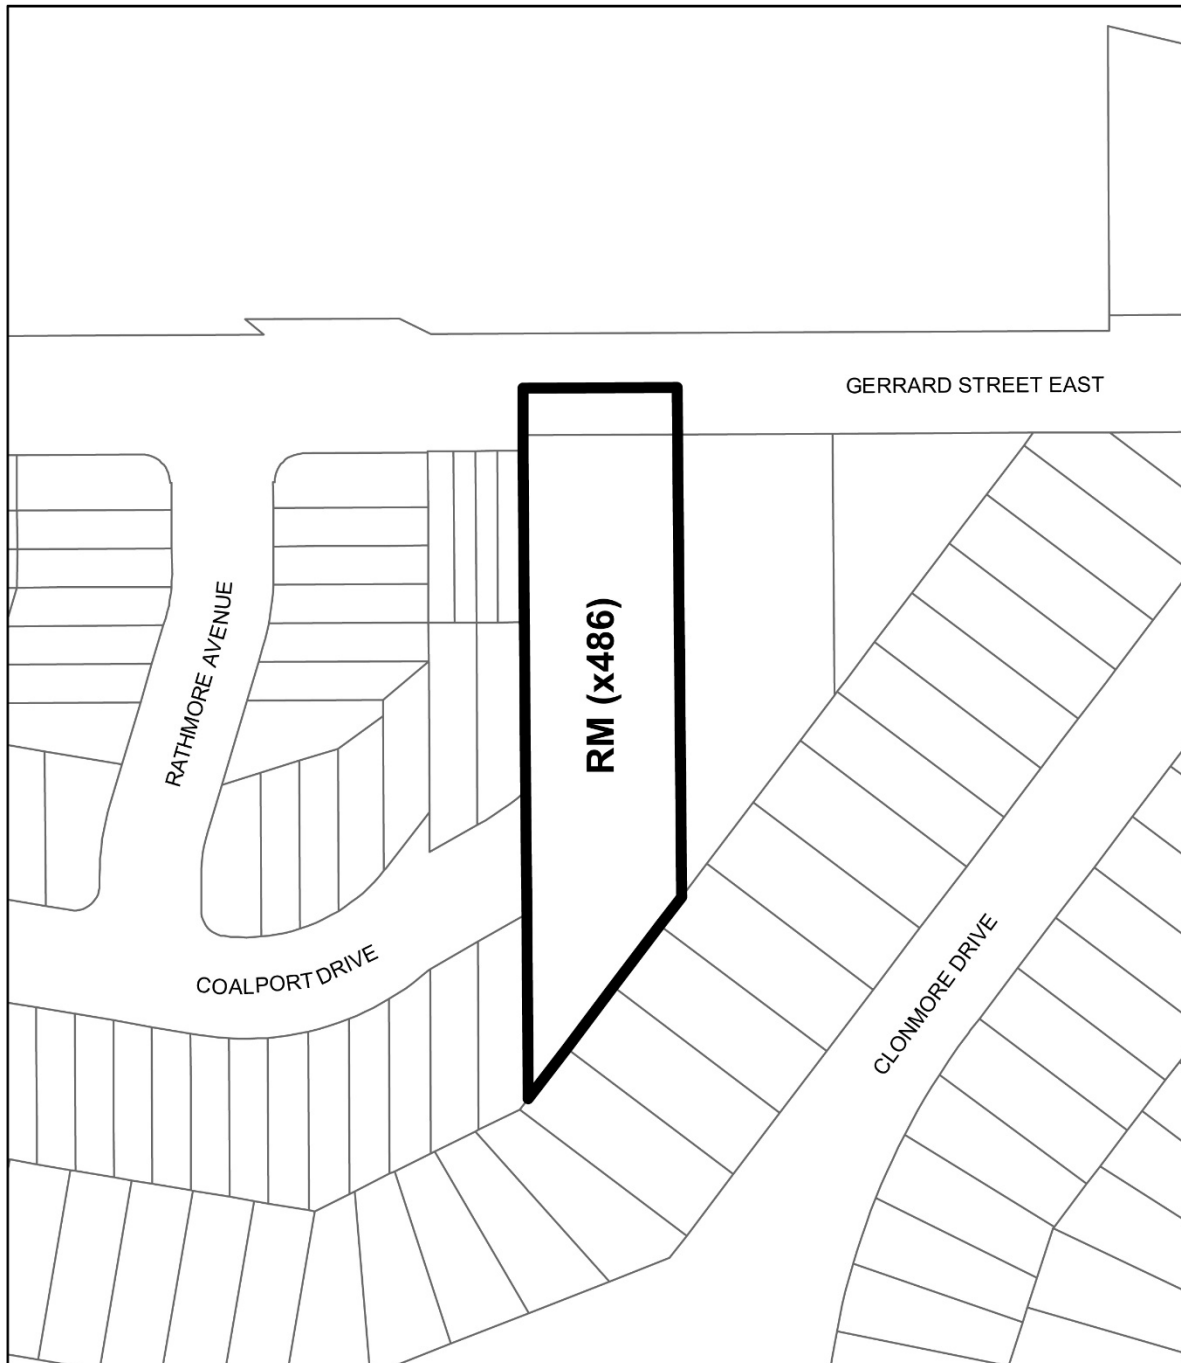 GERRARD STREET EAST
RATHMORE AVENUE
RM (x486)
COALPORT DRIVE
CLONMORE DRIVE